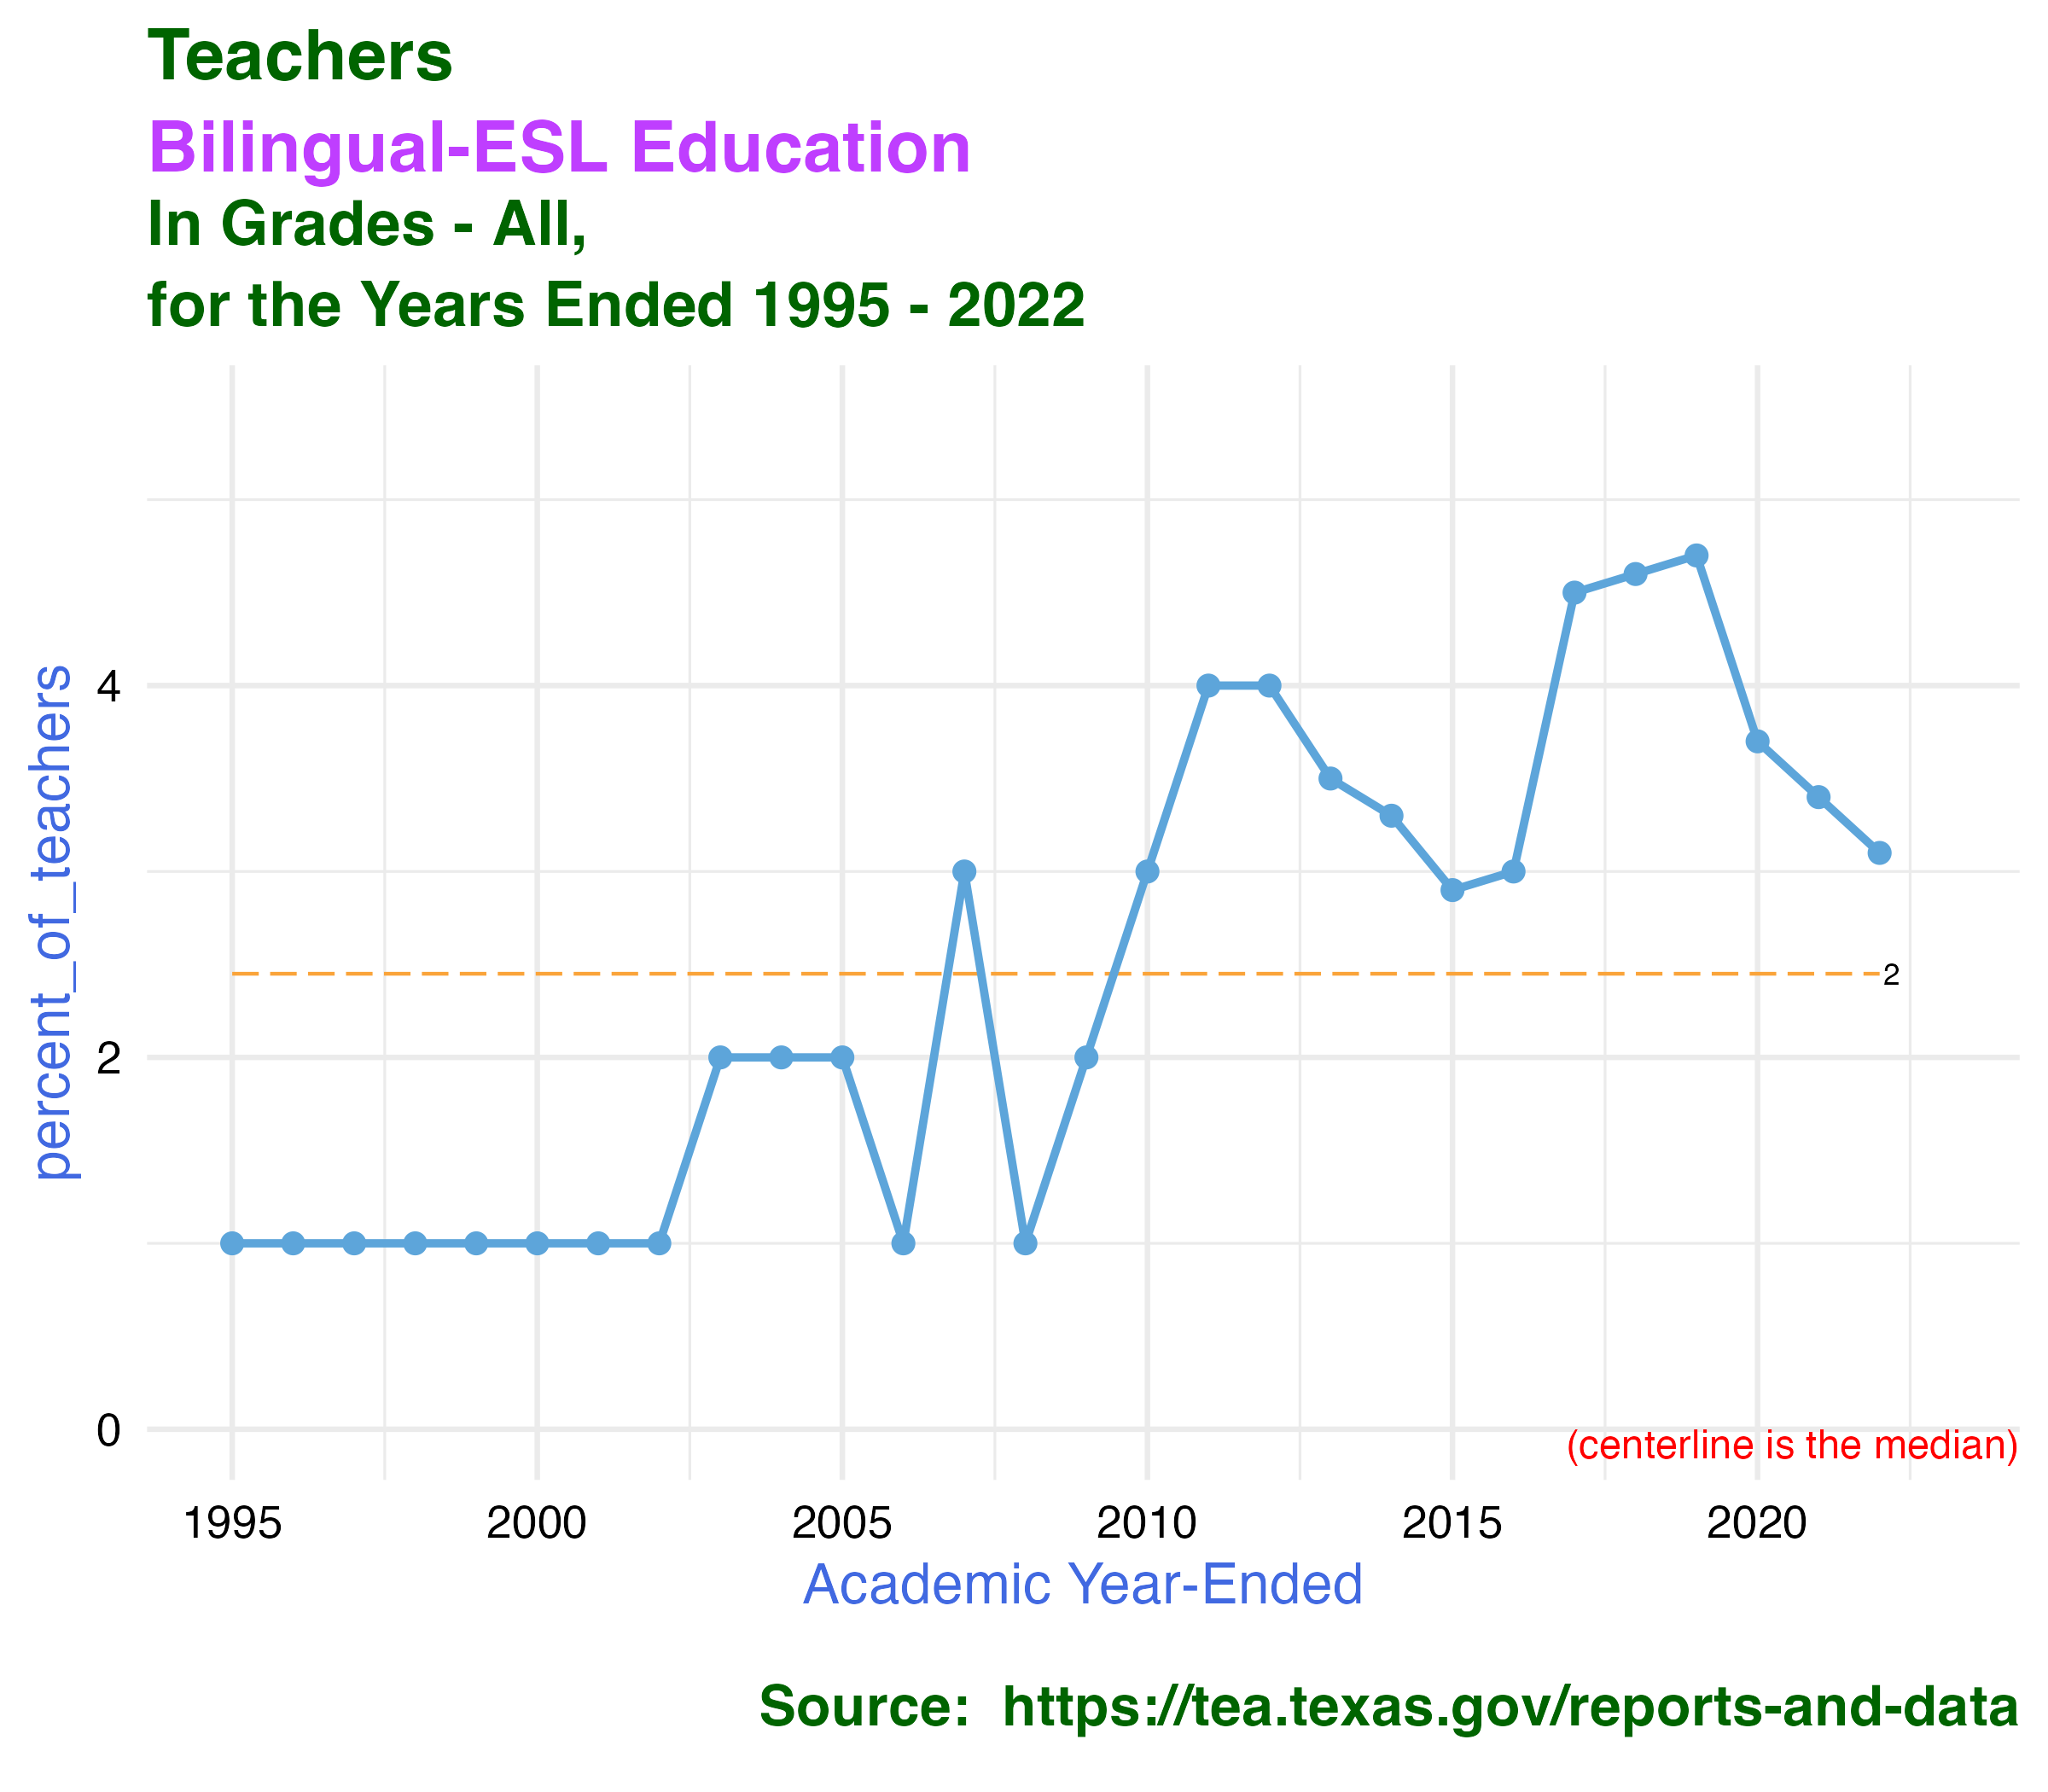 Teachers
Bilingual-ESL Education
In Grades - All,
for the Years Ended 1995 - 2022
percent_of_teachers
4
2
2
0
(centerline is the median)
1995 2000 2005 2010 2015 2020
Academic Year-Ended
Source:  https://tea.texas.gov/reports-and-data